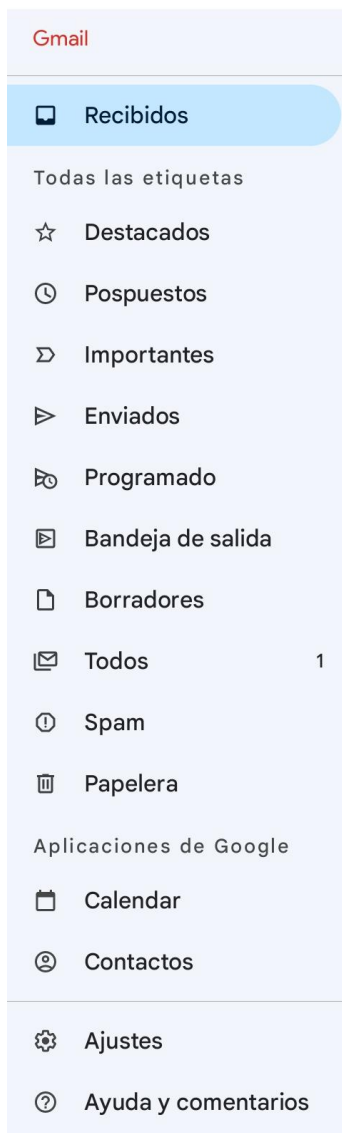 Gmail
Recibidos
Todas las etiquetas
Destacados
Pospuestos
Importantes
Enviados
Programado
Bandeja de salida
Borradores
Todos 1
Spam
Papelera
Aplicaciones de Google
Calendar
Contactos
Ajustes
Ayuda y comentarios